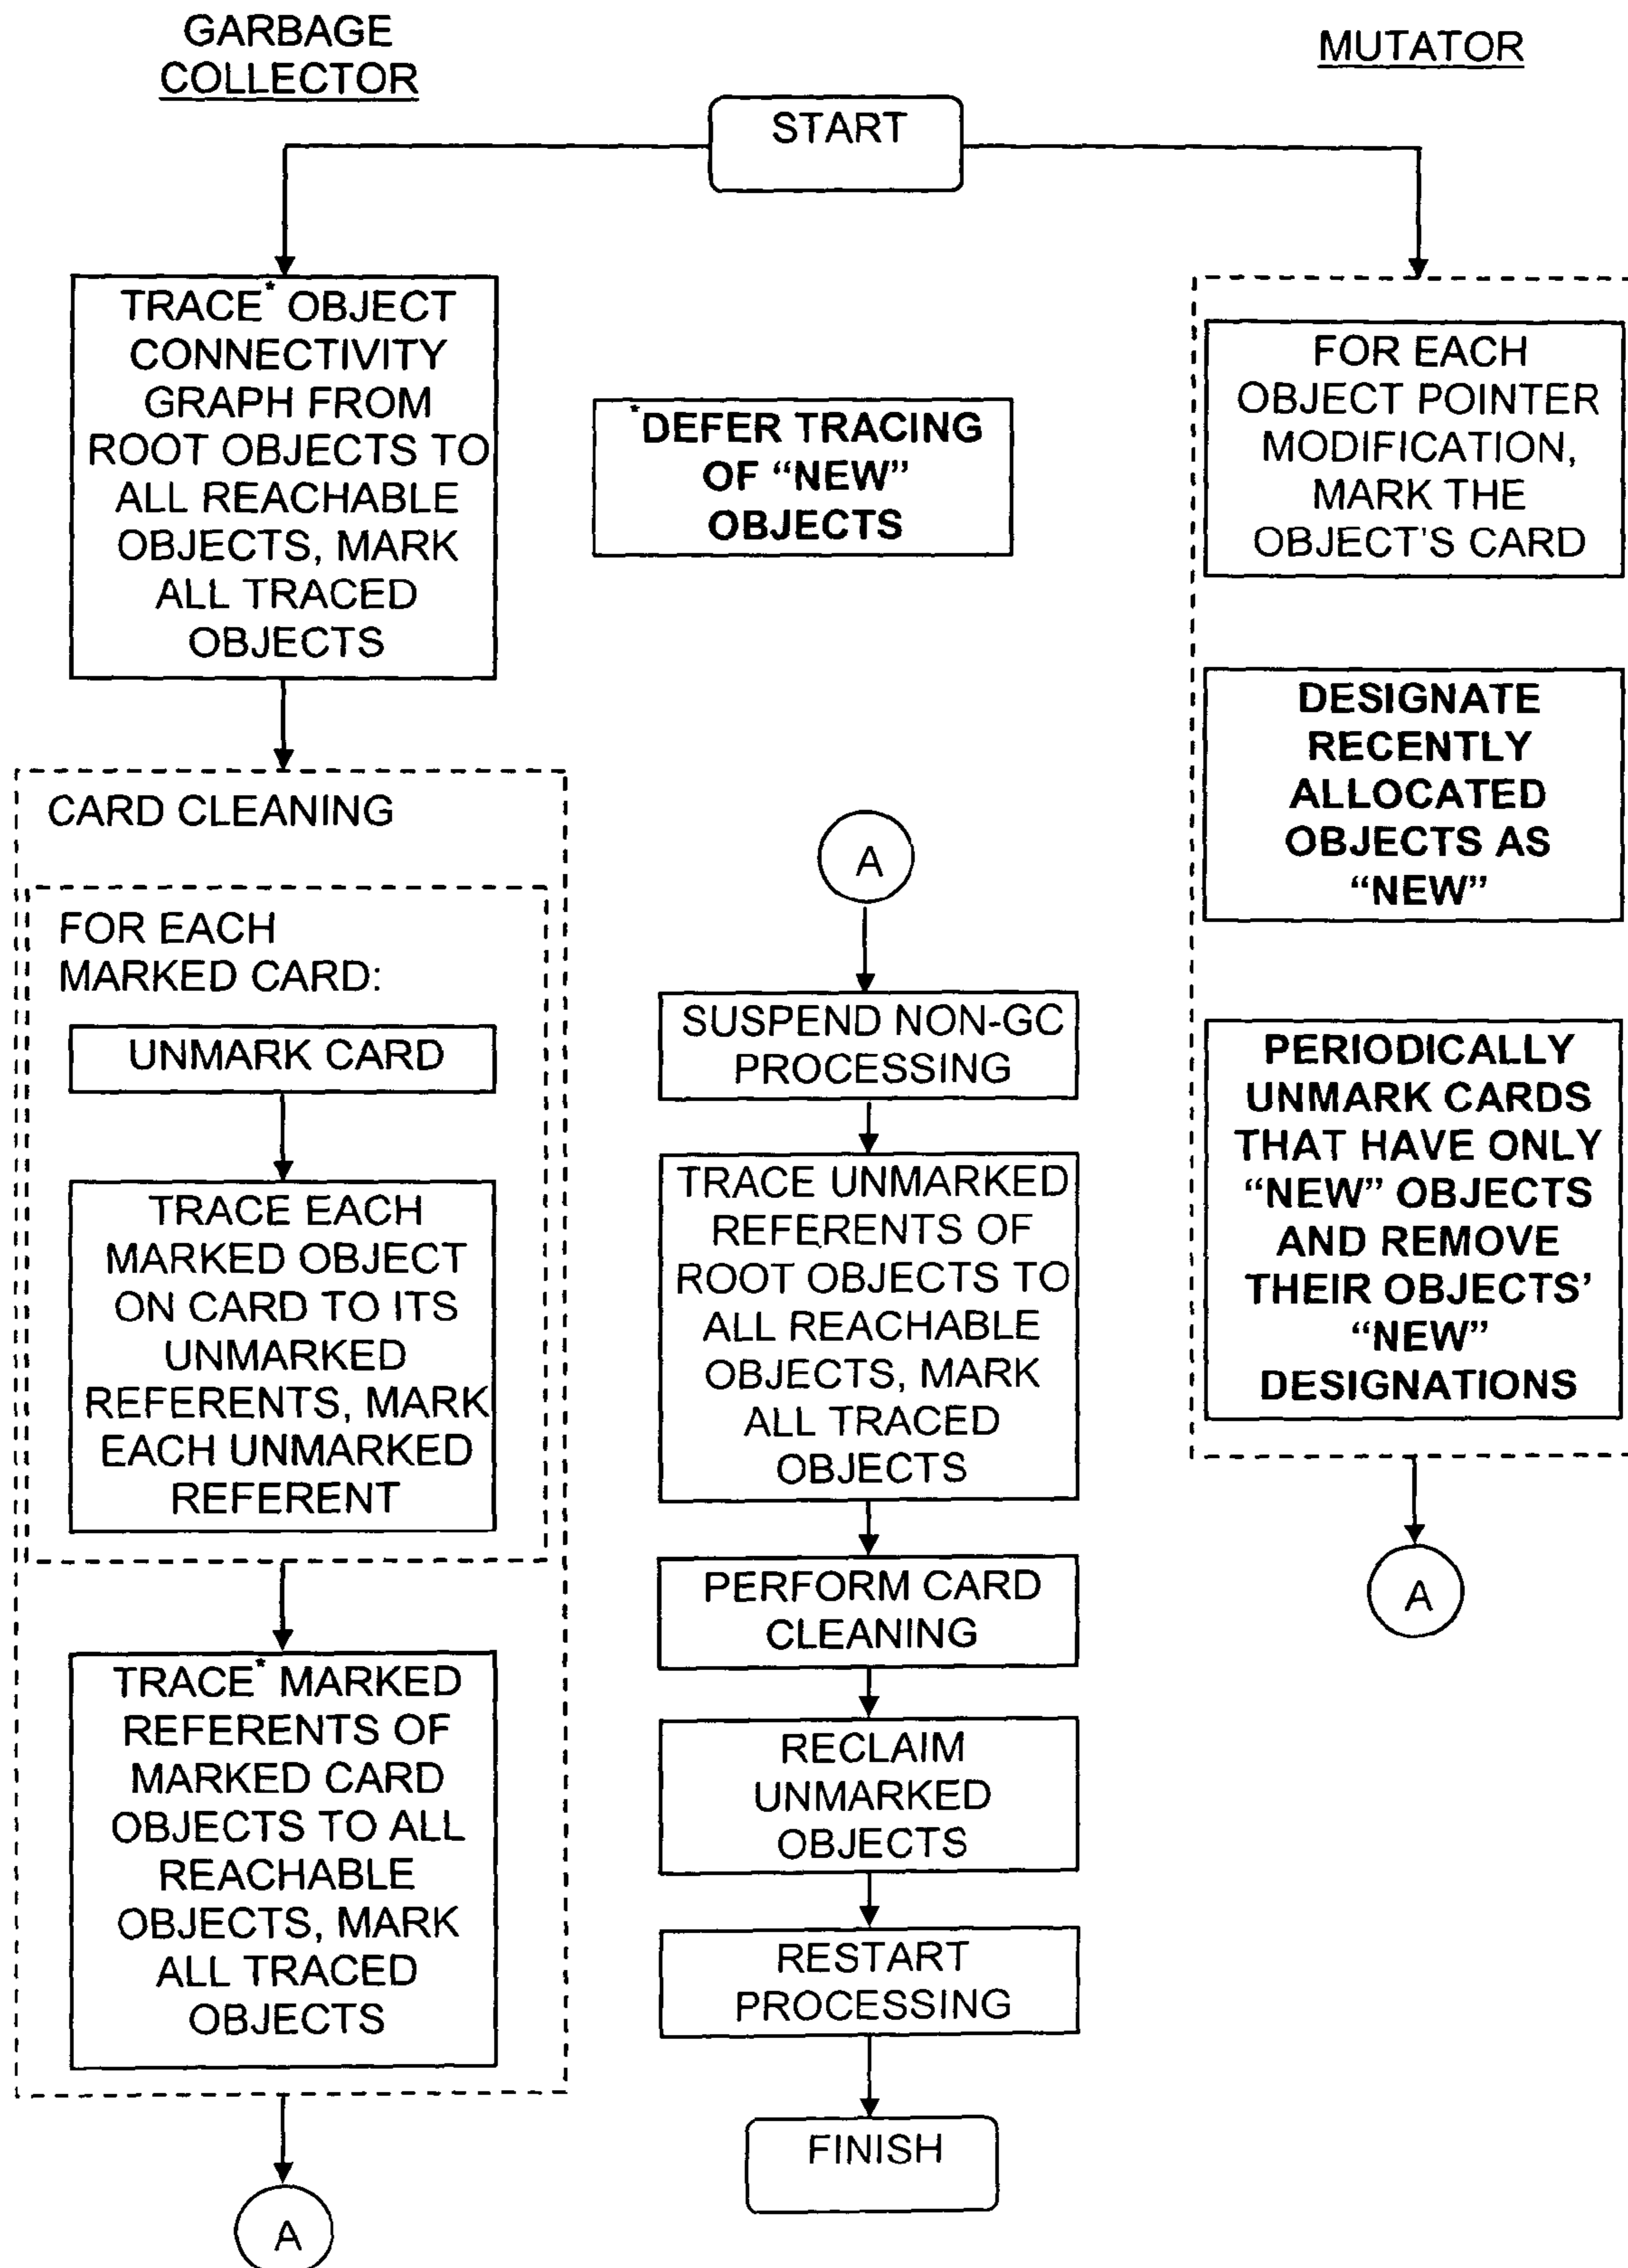 GARBAGE
COLLECTOR
MUTATOR
START
TRACE* OBJECT
CONNECTIVITY
GRAPH FROM
ROOT OBJECTS TO
ALL REACHABLE
OBJECTS, MARK
ALL TRACED
OBJECTS
*DEFER TRACING
OF “NEW”
OBJECTS
FOR EACH
OBJECT POINTER
MODIFICATION,
MARK THE
OBJECT'S CARD
DESIGNATE
RECENTLY
ALLOCATED
OBJECTS AS
“NEW”
PERIODICALLY
UNMARK CARDS
THAT HAVE ONLY
“NEW” OBJECTS
AND REMOVE
THEIR OBJECTS’
“NEW”
DESIGNATIONS
A
CARD CLEANING
FOR EACH
MARKED CARD:
UNMARK CARD
TRACE EACH
MARKED OBJECT
ON CARD TO ITS
UNMARKED
REFERENTS, MARK
EACH UNMARKED
REFERENT
TRACE* MARKED
REFERENTS OF
MARKED CARD
OBJECTS TO ALL
REACHABLE
OBJECTS, MARK
ALL TRACED
OBJECTS
A
A
SUSPEND NON-GC
PROCESSING
TRACE UNMARKED
REFERENTS OF
ROOT OBJECTS TO
ALL REACHABLE
OBJECTS, MARK
ALL TRACED
OBJECTS
PERFORM CARD
CLEANING
RECLAIM
UNMARKED
OBJECTS
RESTART
PROCESSING
FINISH